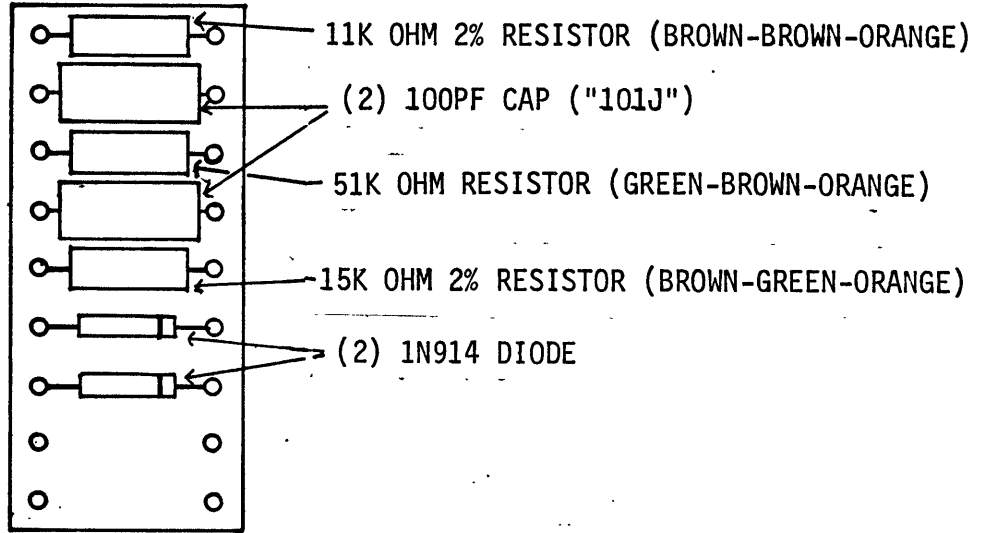 11K OHM 2% RESISTOR (BROWN-BROWN-ORANGE)
(2) 100PF CAP ("101J")
51K OHM RESISTOR (GREEN-BROWN-ORANGE)
15K OHM 2% RESISTOR (BROWN-GREEN-ORANGE)
(2) 1N914 DIODE